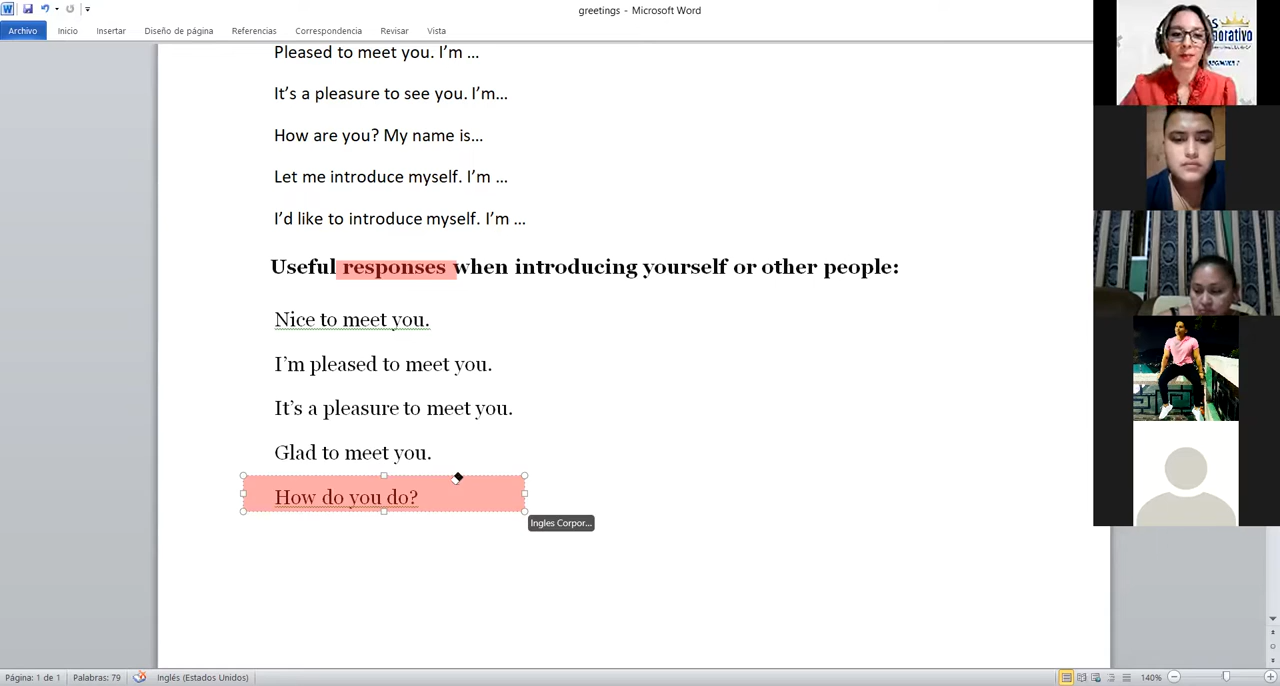 greetings - Microsoft Word
Archivo Inicio Insertar Diseño de página Referencias Correspondencia Revisar Vista
Pleased to meet you. I'm ...
It's a pleasure to see you. I'm...
How are you? My name is...
Let me introduce myself. I'm ...
I'd like to introduce myself. I'm ...
Useful responses when introducing yourself or other people:
Nice to meet you.
I'm pleased to meet you.
It's a pleasure to meet you.
Glad to meet you.
How do you do?
Ingles Corpor...
Página: 1 de 1 Palabras: 79 Inglés (Estados Unidos) 140%